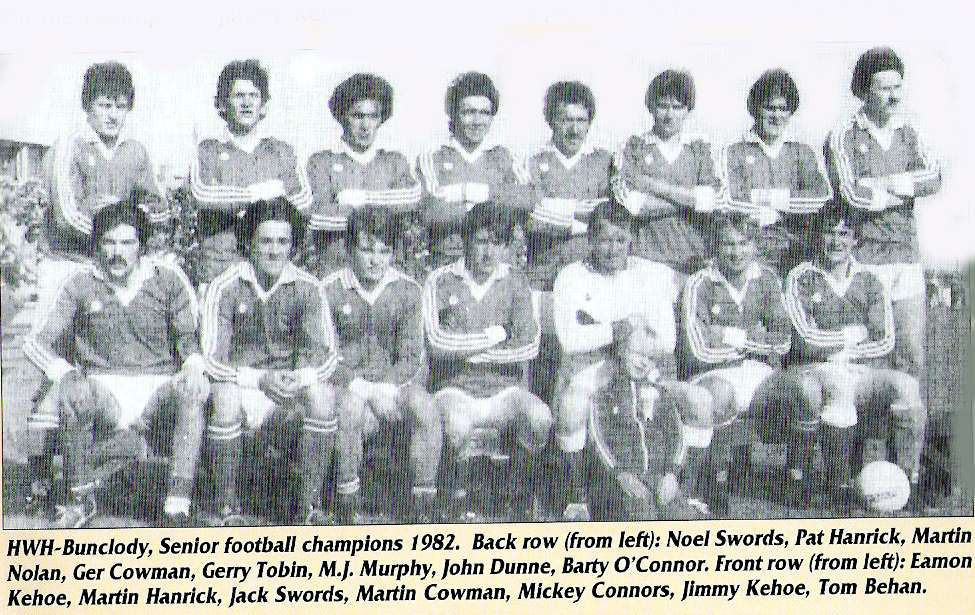 HWH-Bunclody, Senior football champions 1982. Back row (from left): Noel Swords, Pat Hanrick, Martin
Nolan, Ger Cowman, Gerry Tobin, M.J. Murphy, John Dunne, Barty O'Connor. Front row (from left): Eamon
Kehoe, Martin Hanrick, Jack Swords, Martin Cowman, Mickey Connors, Jimmy Kehoe, Tom Behan.